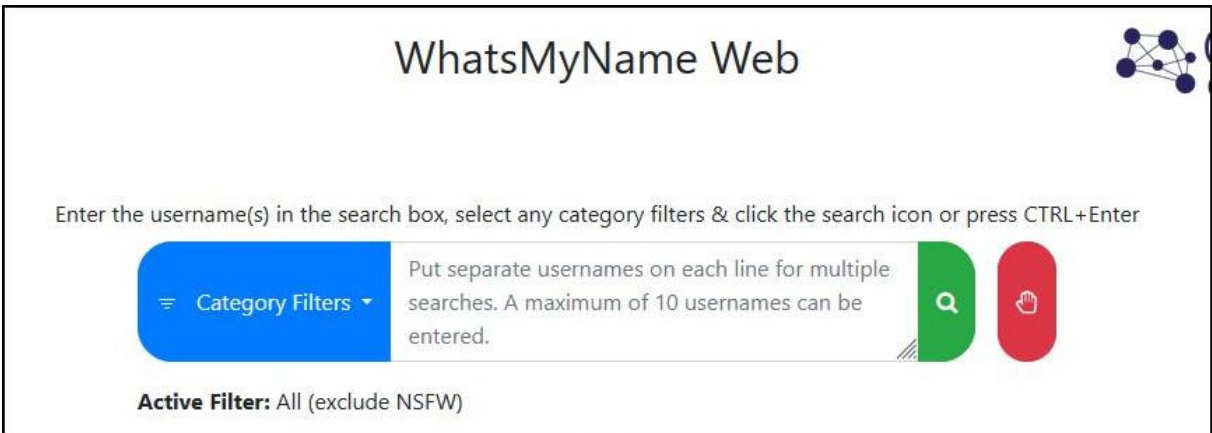 WhatsMyName Web
Enter the username(s) in the search box, select any category filters & click the search icon or press CTRL+Enter
Category Filters
Put separate usernames on each line for multiple
searches. A maximum of 10 usernames can be
entered.
Active Filter: All (exclude NSFW)